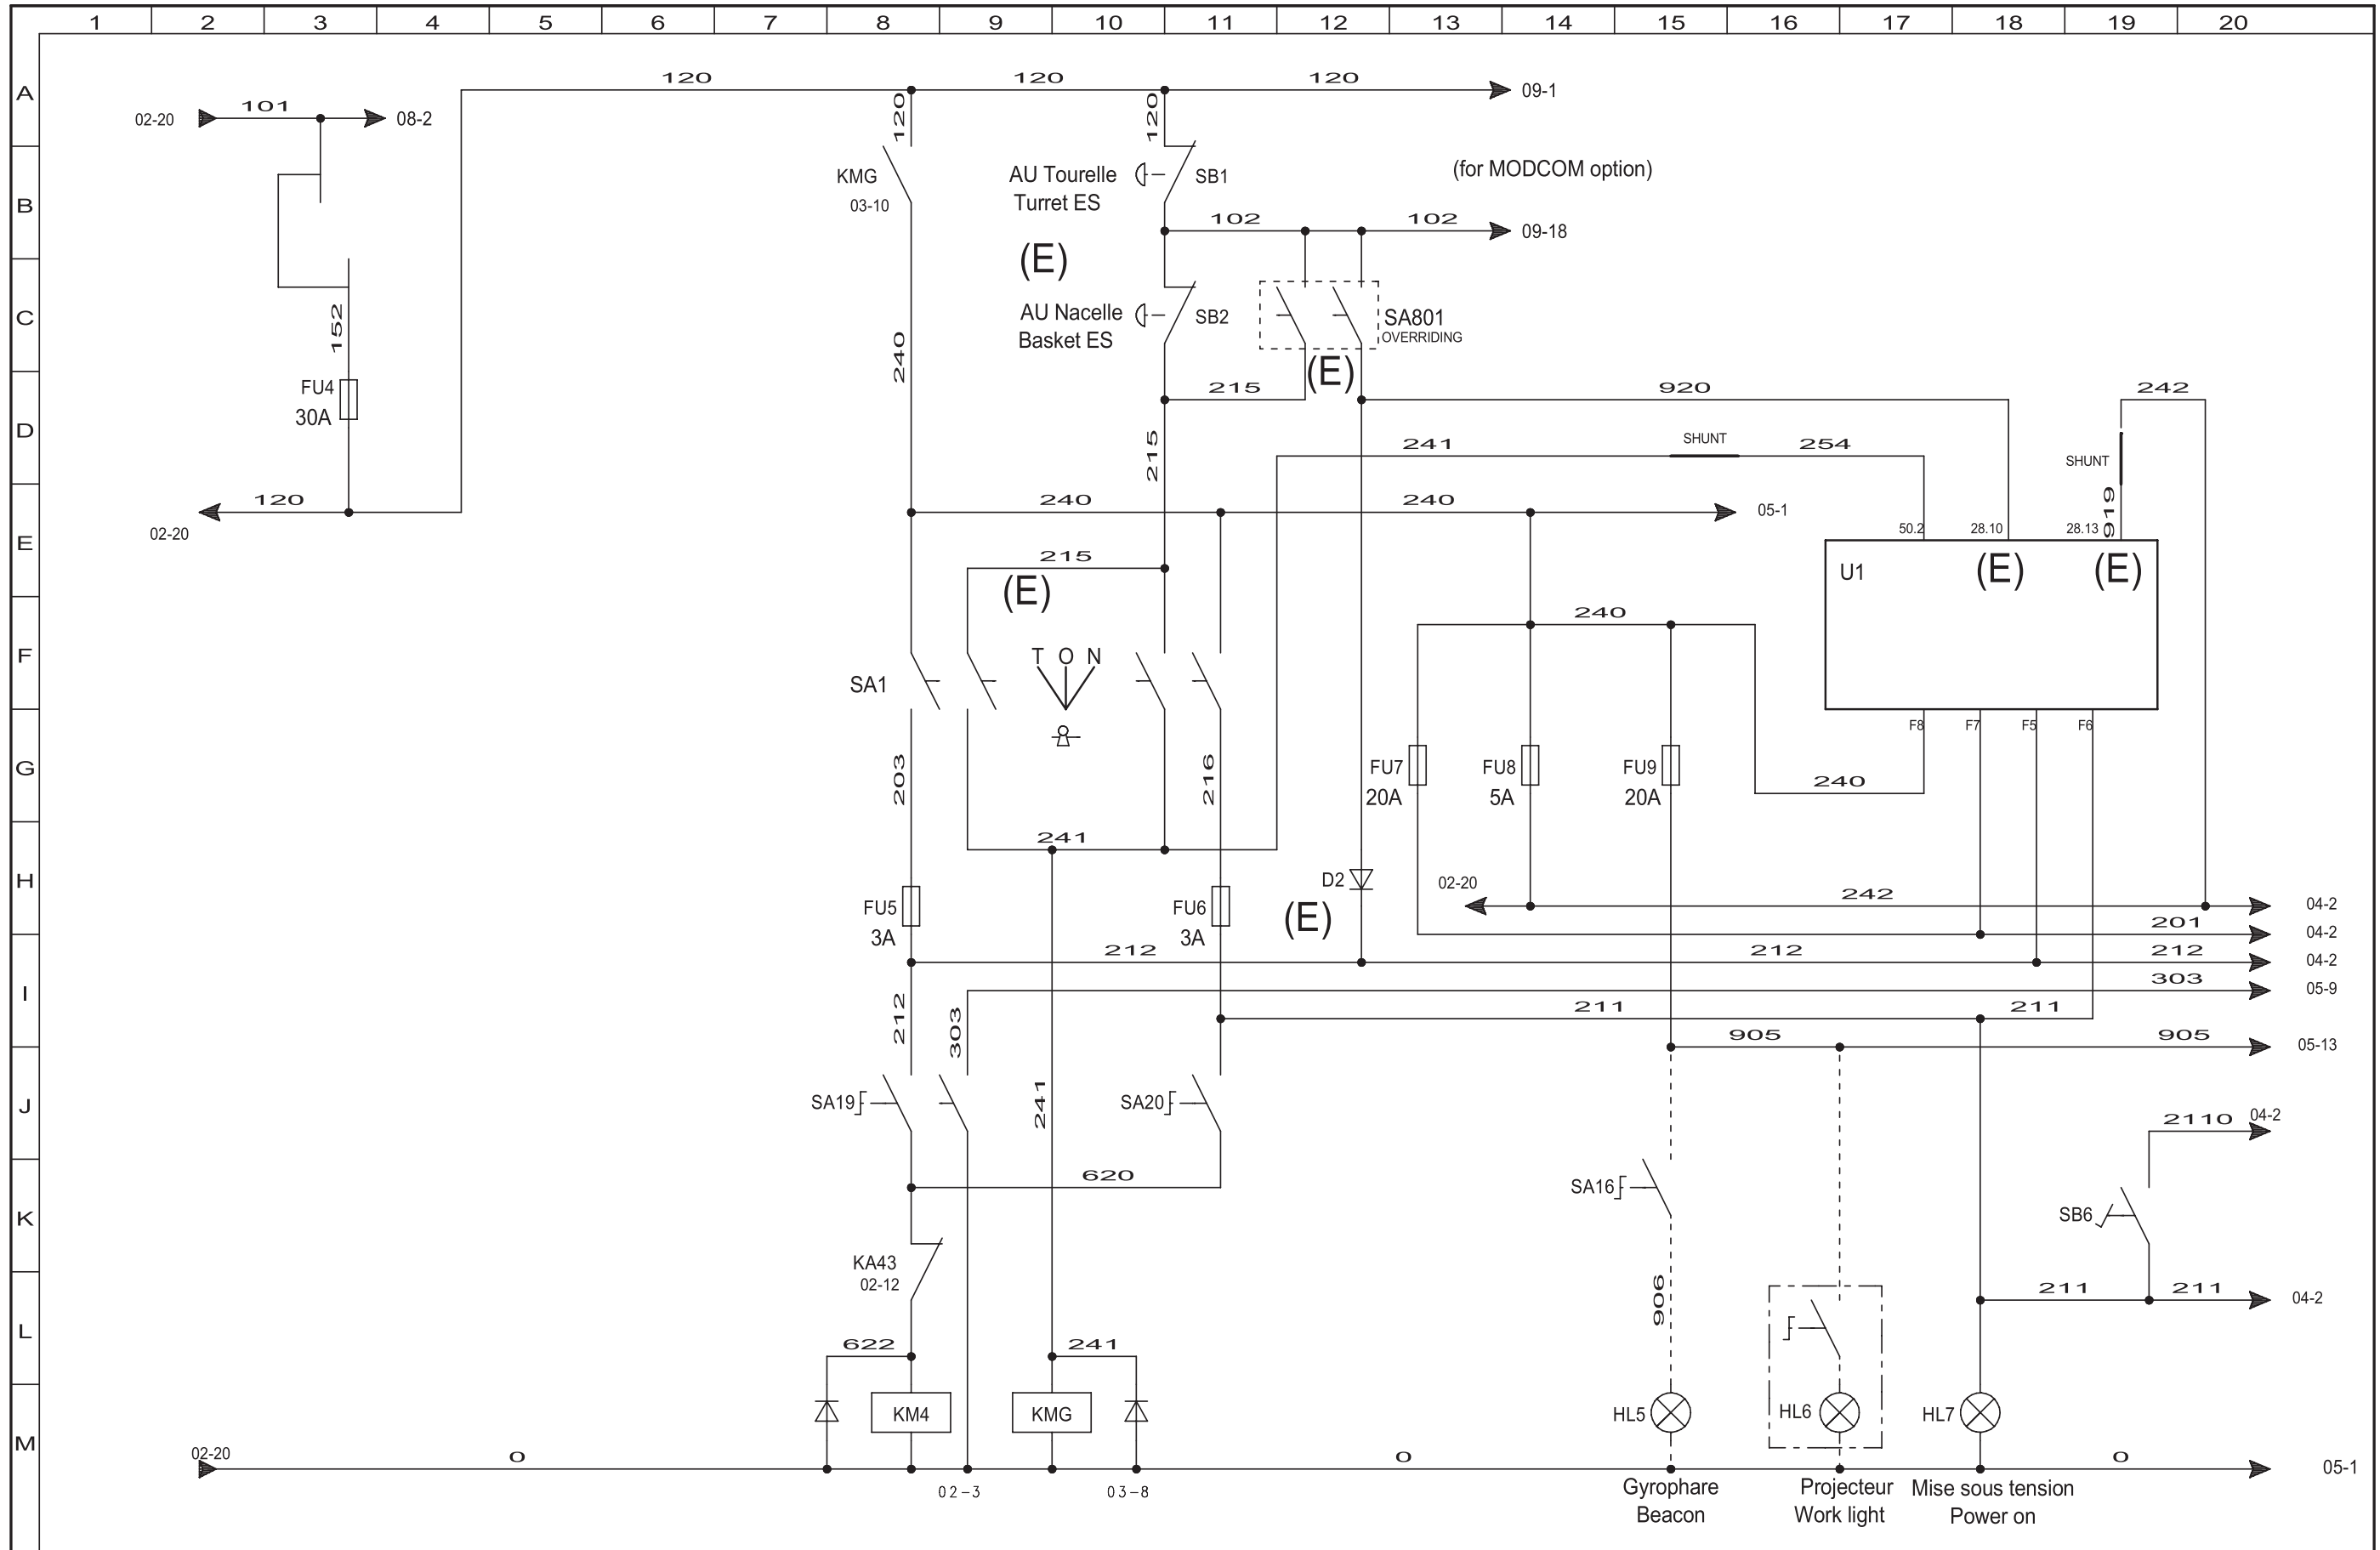 1 2 3 4 5 6 7 8 9 10 11 12 13 14 15 16 17 18 19 20
A
120 120 120
09-1
02-20
101
08-2
120
120
B
KMG
03-10
AU Tourelle
Turret ES
SB1
(for MODCOM option)
102 102
09-18
(E)
C
152
240
AU Nacelle
Basket ES
SB2
SA801
OVERRIDING
(E)
D
FU4
30A
215
920
242
215
241
SHUNT
254
SHUNT
E
120
02-20
240 240
05-1
919
50.2 28.10 28.13
215
(E)
U1
(E)
(E)
F
240
SA1
T O N
F8 F7 F5 F6
G
203
216
FU7
20A
FU8
5A
FU9
20A
240
H
241
FU5
3A
FU6
3A
D2
(E)
02-20
242
04-2
201
04-2
I
212 212 212
04-2
303
05-9
212
303
211 211
905 905
05-13
J
SA19
241
SA20
2110
04-2
K
620
SA16
SB6
KA43
02-12
L
906
211 211
04-2
622
241
M
KM4
KMG
HL5
HL6
HL7
02-20
0 0 0
05-1
02-3
03-8
Gyrophare
Beacon
Projecteur
Work light
Mise sous tension
Power on